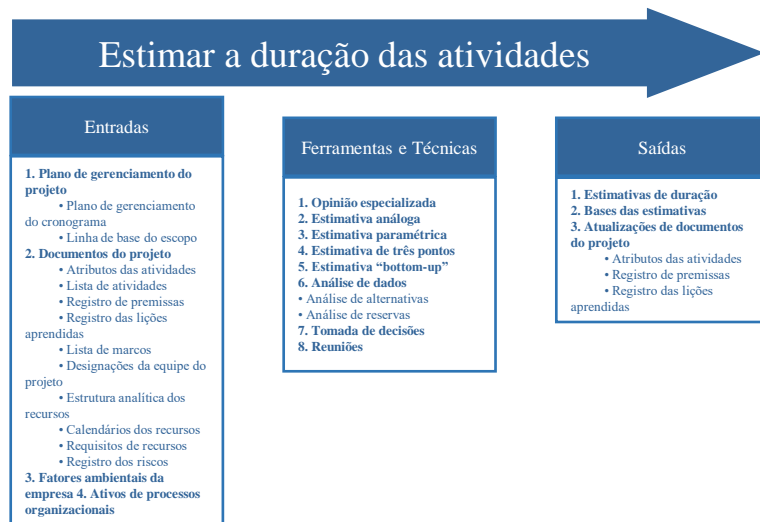 Estimar a duração das atividades
Entradas
1. Plano de gerenciamento do
projeto
• Plano de gerenciamento
do cronograma
• Linha de base do escopo
2. Documentos do projeto
• Atributos das atividades
• Lista de atividades
• Registro de premissas
• Registro das lições
aprendidas
• Lista de marcos
• Designações da equipe do
projeto
• Estrutura analítica dos
recursos
• Calendários dos recursos
• Requisitos de recursos
• Registro dos riscos
3. Fatores ambientais da
empresa 4. Ativos de processos
organizacionais
Ferramentas e Técnicas
1. Opinião especializada
2. Estimativa análoga
3. Estimativa paramétrica
4. Estimativa de três pontos
5. Estimativa “bottom-up”
6. Análise de dados
• Análise de alternativas
• Análise de reservas
7. Tomada de decisões
8. Reuniões
Saídas
1. Estimativas de duração
2. Bases das estimativas
3. Atualizações de documentos
do projeto
• Atributos das atividades
• Registro de premissas
• Registro das lições
aprendidas